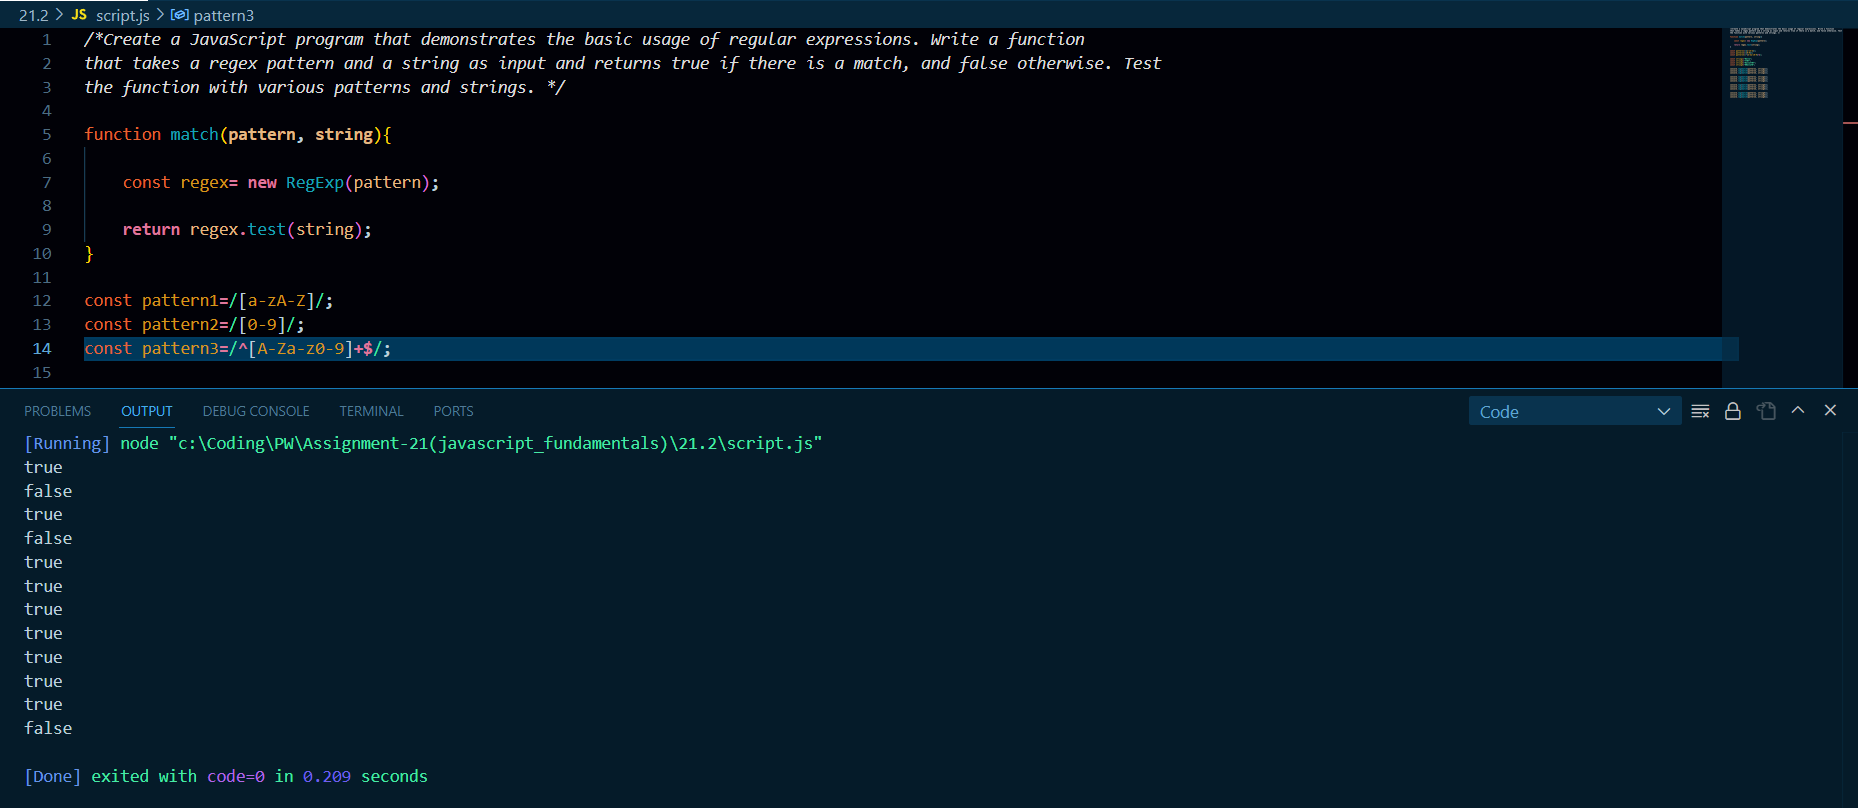 21.2 > JS script.js > pattern3
1 /*Create a JavaScript program that demonstrates the basic usage of regular expressions. Write a function
2 that takes a regex pattern and a string as input and returns true if there is a match, and false otherwise. Test
3 the function with various patterns and strings. */
4
5 function match(pattern, string){
6
7 const regex= new RegExp(pattern);
8
9 return regex.test(string);
10 }
11
12 const pattern1=/[a-zA-Z]/;
13 const pattern2=/[0-9]/;
14 const pattern3=/^[A-Za-z0-9]+$/;
15
PROBLEMS OUTPUT DEBUG CONSOLE TERMINAL PORTS Code
[Running] node "c:\Coding\PW\Assignment-21(javascript_fundamentals)\21.2\script.js"
true
false
true
false
true
true
true
true
true
true
true
false
[Done] exited with code=0 in 0.209 seconds